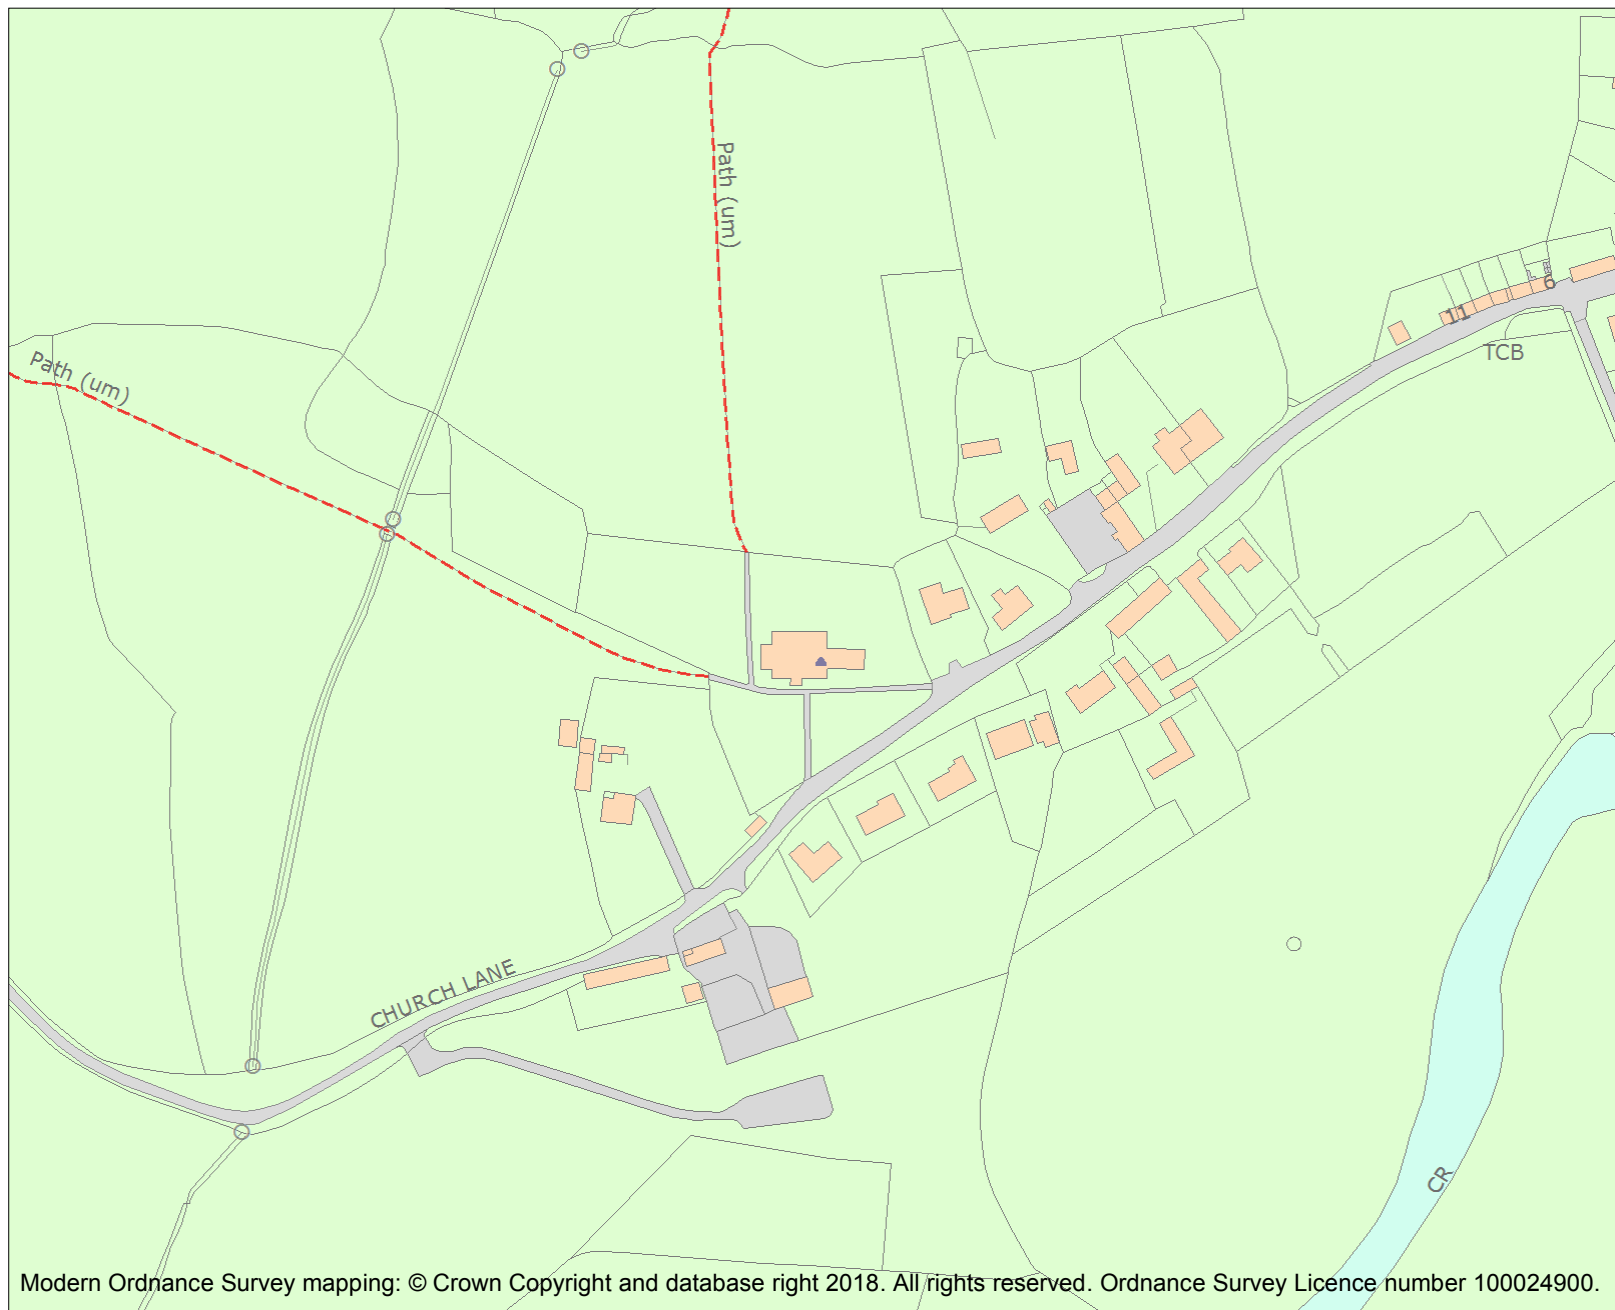 Path (um)
6
11
TCB
Path (um)
CHURCH LANE
CR
Modern Ordnance Survey mapping: © Crown Copyright and database right 2018. All rights reserved. Ordnance Survey Licence number 100024900.